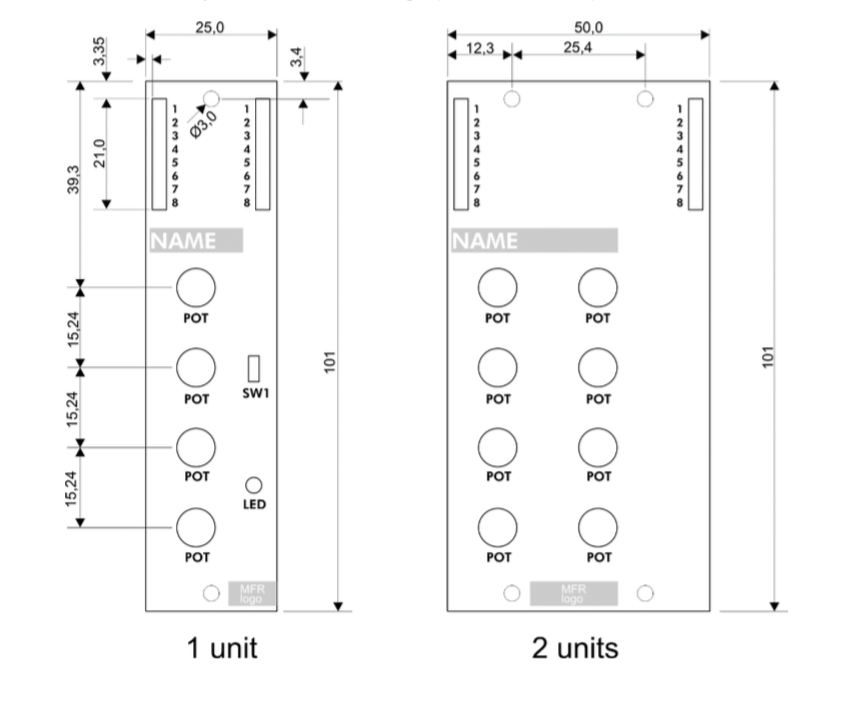 25,0
3,35
3,4
39,3
21,0
Ø3,0
1
2
3
4
5
6
7
8
1
2
3
4
5
6
7
8
NAME
POT
15,24
POT
SW1
15,24
POT
15,24
LED
POT
MFR
logo
101
1 unit
50,0
12,3
25,4
1
2
3
4
5
6
7
8
1
2
3
4
5
6
7
8
NAME
POT
POT
POT
POT
POT
POT
POT
POT
MFR
logo
101
2 units